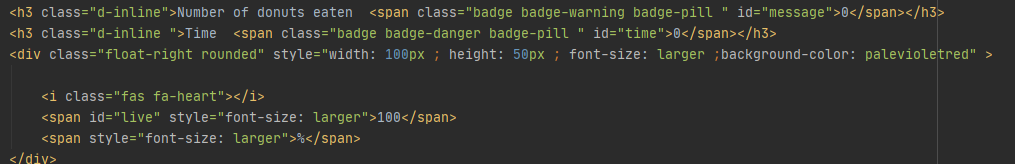 <h3 class="d-inline">Number of donuts eaten  <span class="badge badge-warning badge-pill " id="message">0</span></h3>
<h3 class="d-inline ">Time  <span class="badge badge-danger badge-pill " id="time">0</span></h3>
<div class="float-right rounded" style="width: 100px ; height: 50px ; font-size: larger ;background-color: palevioletred" >
    <i class="fas fa-heart"></i>
    <span id="live" style="font-size: larger">100</span>
    <span style="font-size: larger">%</span>
</div>